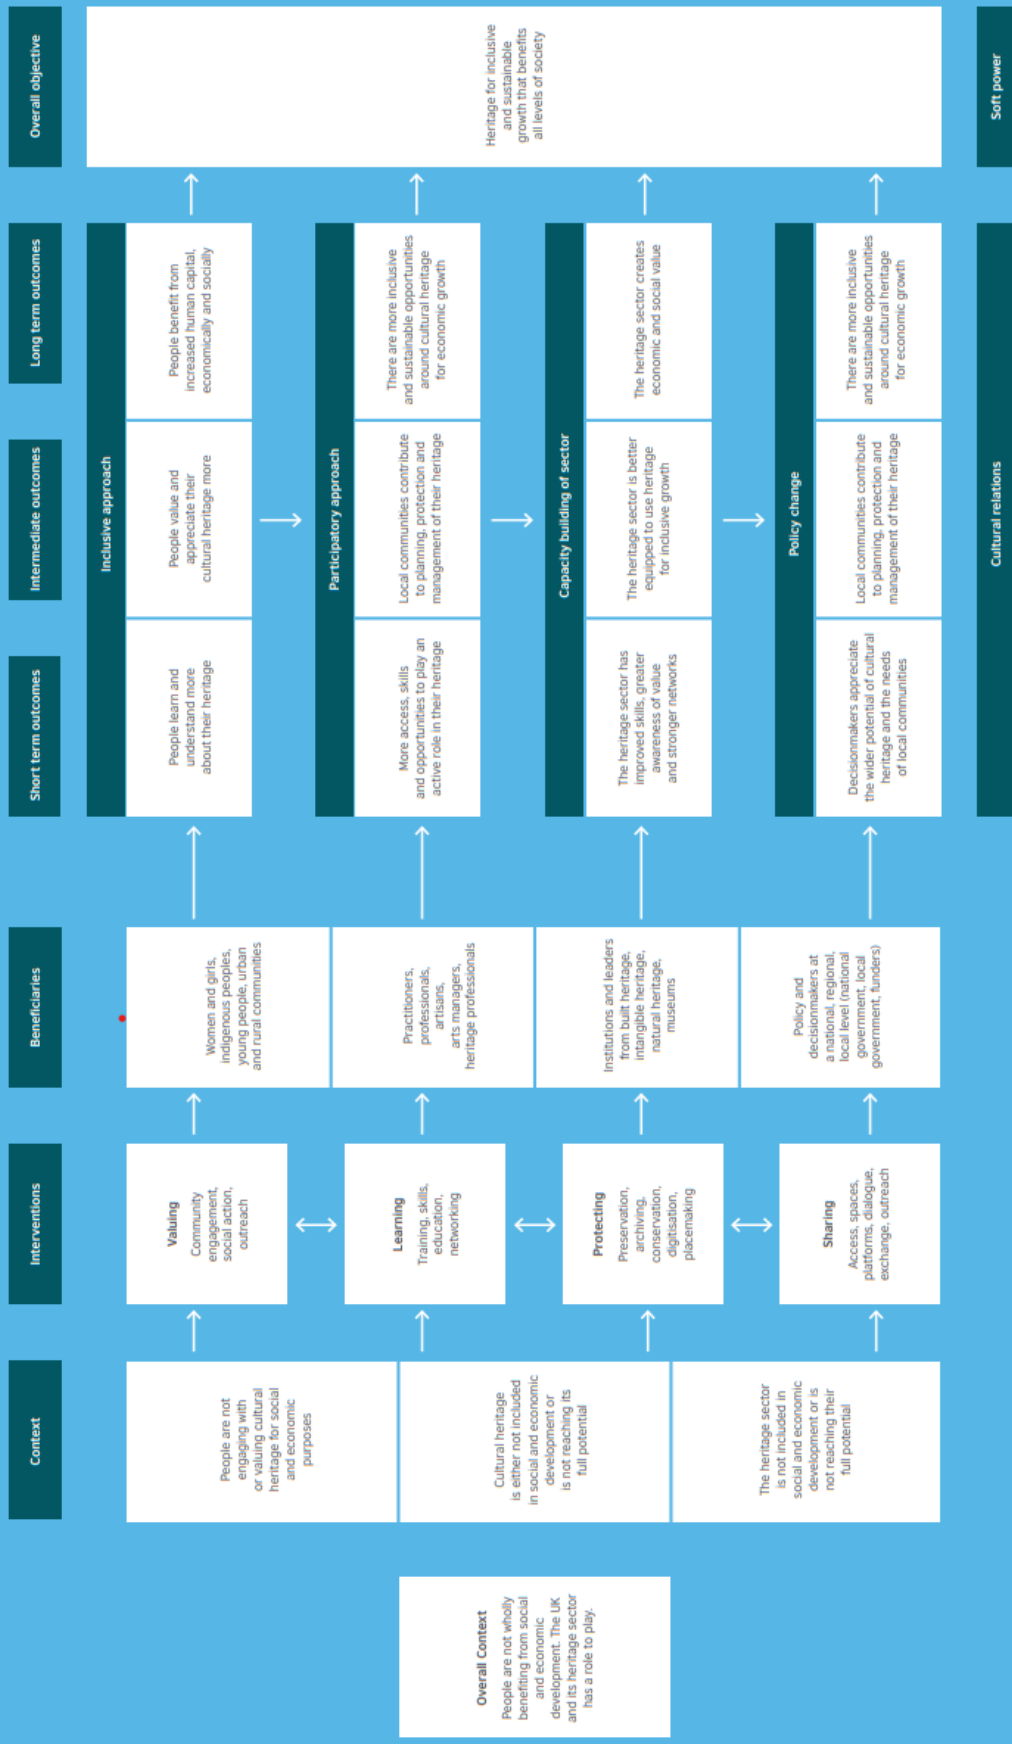 Overall Context
People are not wholly
benefiting from social
and economic
development. The UK
and its heritage sector
has a role to play.
Context
People are not
engaging with
or valuing cultural
heritage for social
and economic
purposes
Cultural heritage
is either not included
in social and economic
development or
is not reaching its
full potential
The heritage sector
is not included in
social and economic
development or is
not reaching their
full potential
Interventions
Valuing
Community
engagement,
social action,
outreach
Learning
Training, skills,
education,
networking
Protecting
Preservation,
archiving,
conservation,
digitisation,
placemaking
Sharing
Access, spaces,
platforms, dialogue,
exchange, outreach
Beneficiaries
Women and girls,
indigenous peoples,
young people, urban
and rural communities
Practitioners,
professionals,
artisans,
arts managers,
heritage professionals
Institutions and leaders
from built heritage,
intangible heritage,
natural heritage,
museums
Policy and
decisionmakers at
a national, regional,
local level (national
government, local
government, funders)
Short term outcomes
Intermediate outcomes
Long term outcomes
Inclusive approach
People learn and
understand more
about their heritage
People value and
appreciate their
cultural heritage more
People benefit from
increased human capital,
economically and socially
Participatory approach
More access, skills
and opportunities to play an
active role in their heritage
Local communities contribute
to planning, protection and
management of their heritage
There are more inclusive
and sustainable opportunities
around cultural heritage
for economic growth
Capacity building of sector
The heritage sector has
improved skills, greater
awareness of value
and stronger networks
The heritage sector is better
equipped to use heritage
for inclusive growth
The heritage sector creates
economic and social value
Policy change
Decisionmakers appreciate
the wider potential of cultural
heritage and the needs
of local communities
Local communities contribute
to planning, protection and
management of their heritage
There are more inclusive
and sustainable opportunities
around cultural heritage
for economic growth
Cultural relations
Overall objective
Heritage for inclusive
and sustainable
growth that benefits
all levels of society
Soft power